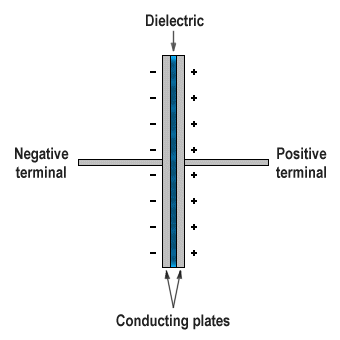 Dielectric
- +
- +
- +
- +
Negative
terminal
Positive
terminal
- +
- +
- +
- +
Conducting plates